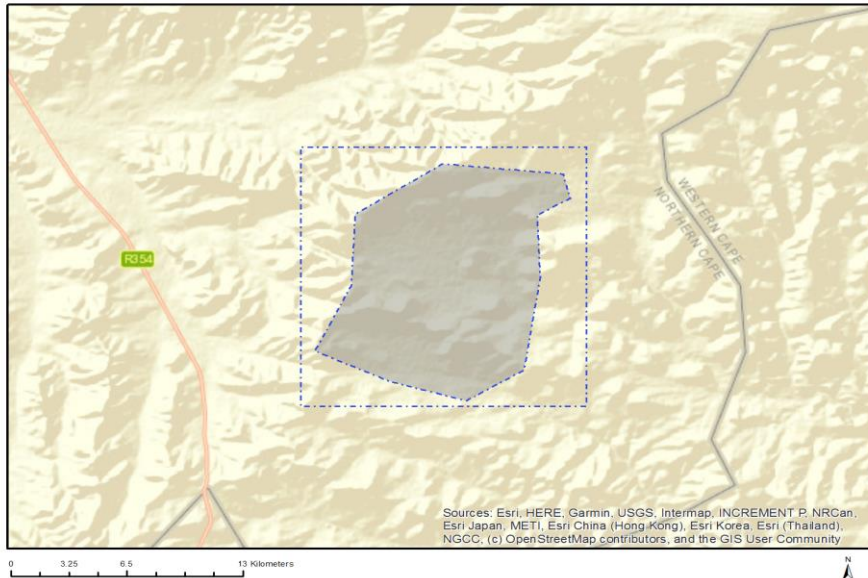 R354
WESTERN CAPE
NORTHERN CAPE
Sources: Esri, HERE, Garmin, USGS, Intermap, INCREMENT P, NRCan,
Esri Japan, METI, Esri China (Hong Kong), Esri Korea, Esri (Thailand),
NGCC, (c) OpenStreetMap contributors, and the GIS User Community
0 3.25 6.5 13 Kilometers
N